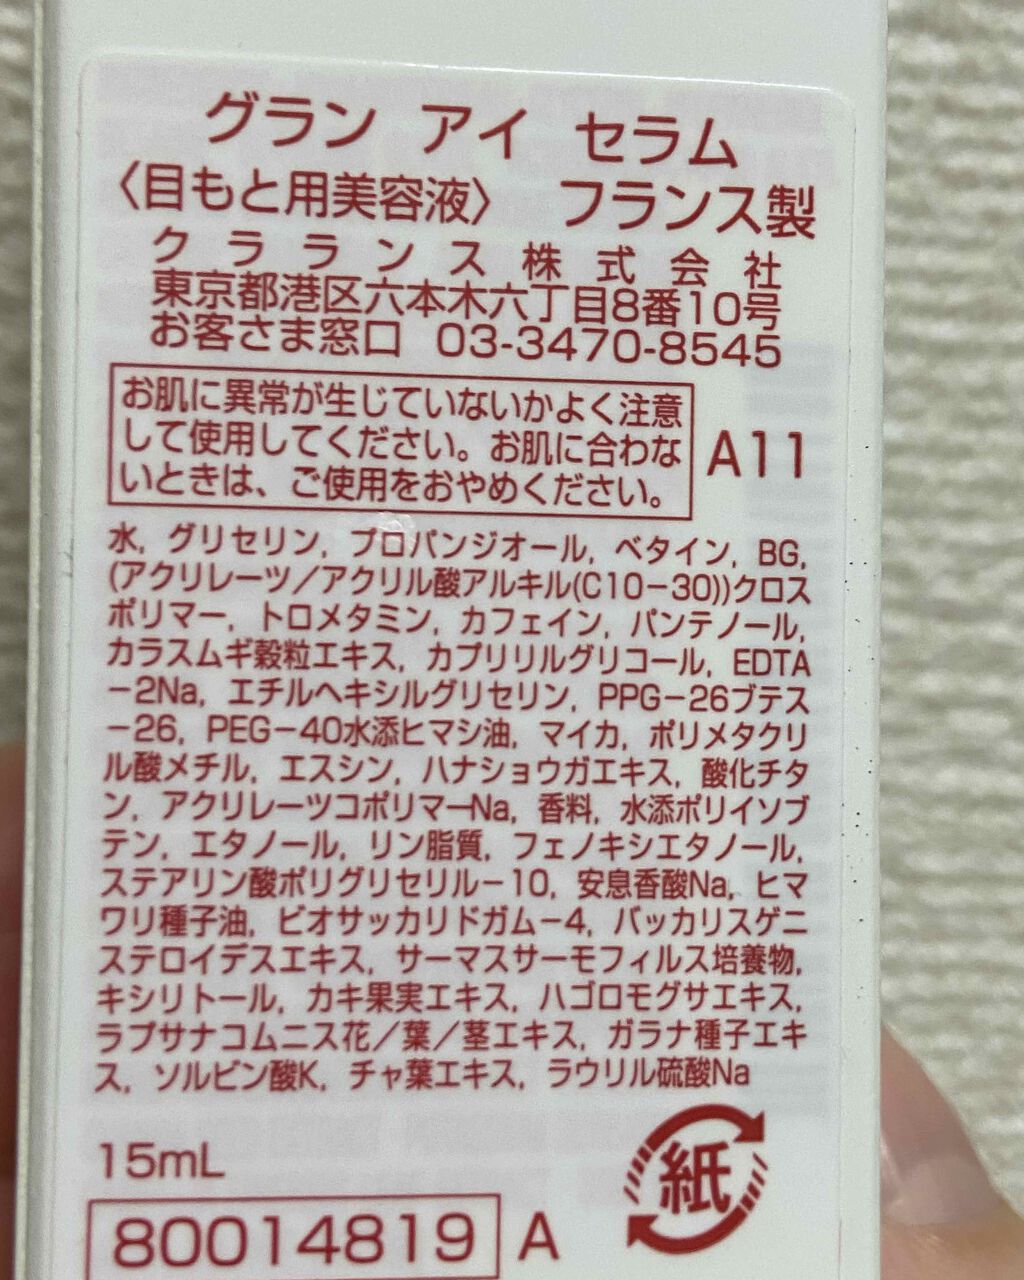 グラン アイ セラム
〈目もと用美容液〉 フランス製
クラランス株式会社
東京都港区六本木六丁目8番10号
お客さま窓口 03-3470-8545
お肌に異常が生じていないかよく注意
して使用してください。お肌に合わな
いときは、ご使用をおやめください。
A11
水, グリセリン, プロパンジオール, ベタイン, BG,
(アクリレーツ／アクリル酸アルキル(C10－30))クロス
ポリマー, トロメタミン, カフェイン, パンテノール,
カラスムギ穀粒エキス, カプリリルグリコール, EDTA
－2Na, エチルヘキシルグリセリン, PPG－26ブテス
－26, PEG－40水添ヒマシ油, マイカ, ポリメタクリ
ル酸メチル, エスシン, ハナショウガエキス, 酸化チタ
ン, アクリレーツコポリマーNa, 香料, 水添ポリイソブ
テン, エタノール, リン脂質, フェノキシエタノール,
ステアリン酸ポリグリセリル－10, 安息香酸Na, ヒマ
ワリ種子油, ビオサッカリドガム－4, バッカリスゲニ
ステロイデスエキス, サーマスサーモフィルス培養物,
キシリトール, カキ果実エキス, ハゴロモグサエキス,
ラプサナコムニス花／葉／茎エキス, ガラナ種子エキ
ス, ソルビン酸K, チャ葉エキス, ラウリル硫酸Na
15mL
紙
80014819 A